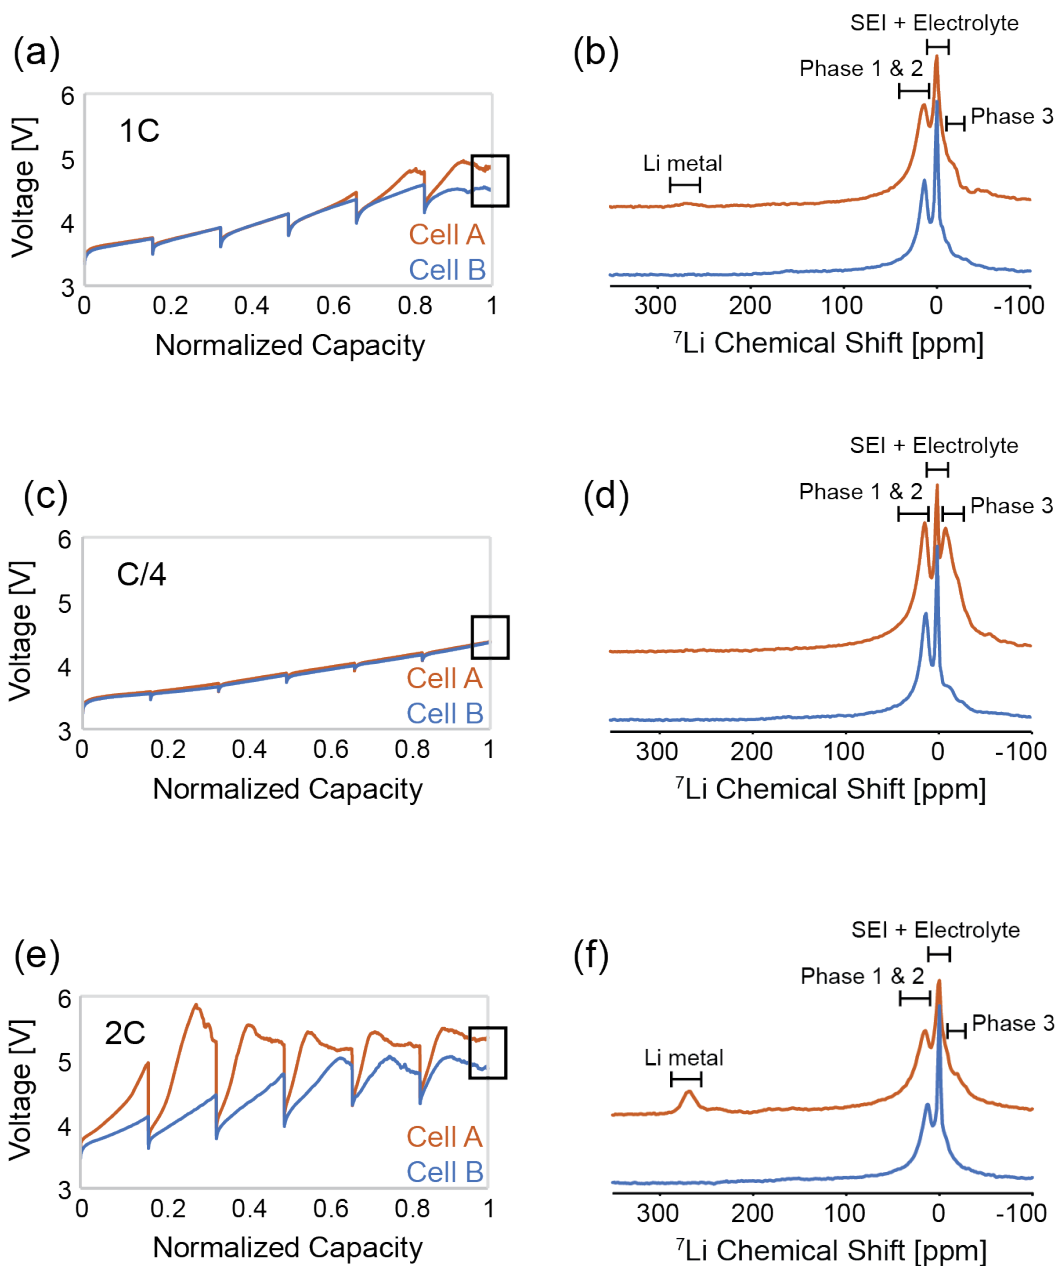 (a)
6
5
4
3
Voltage [V]
1C
Cell A
Cell B
0
0.2
0.4
0.6
0.8
1
Normalized Capacity
(b)
SEI + Electrolyte
Phase 1 & 2
Phase 3
Li metal
300
200
100
0
-100
⁷Li Chemical Shift [ppm]
(c)
6
5
4
3
Voltage [V]
C/4
Cell A
Cell B
0
0.2
0.4
0.6
0.8
1
Normalized Capacity
(d)
SEI + Electrolyte
Phase 1 & 2
Phase 3
300
200
100
0
-100
⁷Li Chemical Shift [ppm]
(e)
6
5
4
3
Voltage [V]
2C
Cell A
Cell B
0
0.2
0.4
0.6
0.8
1
Normalized Capacity
(f)
SEI + Electrolyte
Phase 1 & 2
Phase 3
Li metal
300
200
100
0
-100
⁷Li Chemical Shift [ppm]